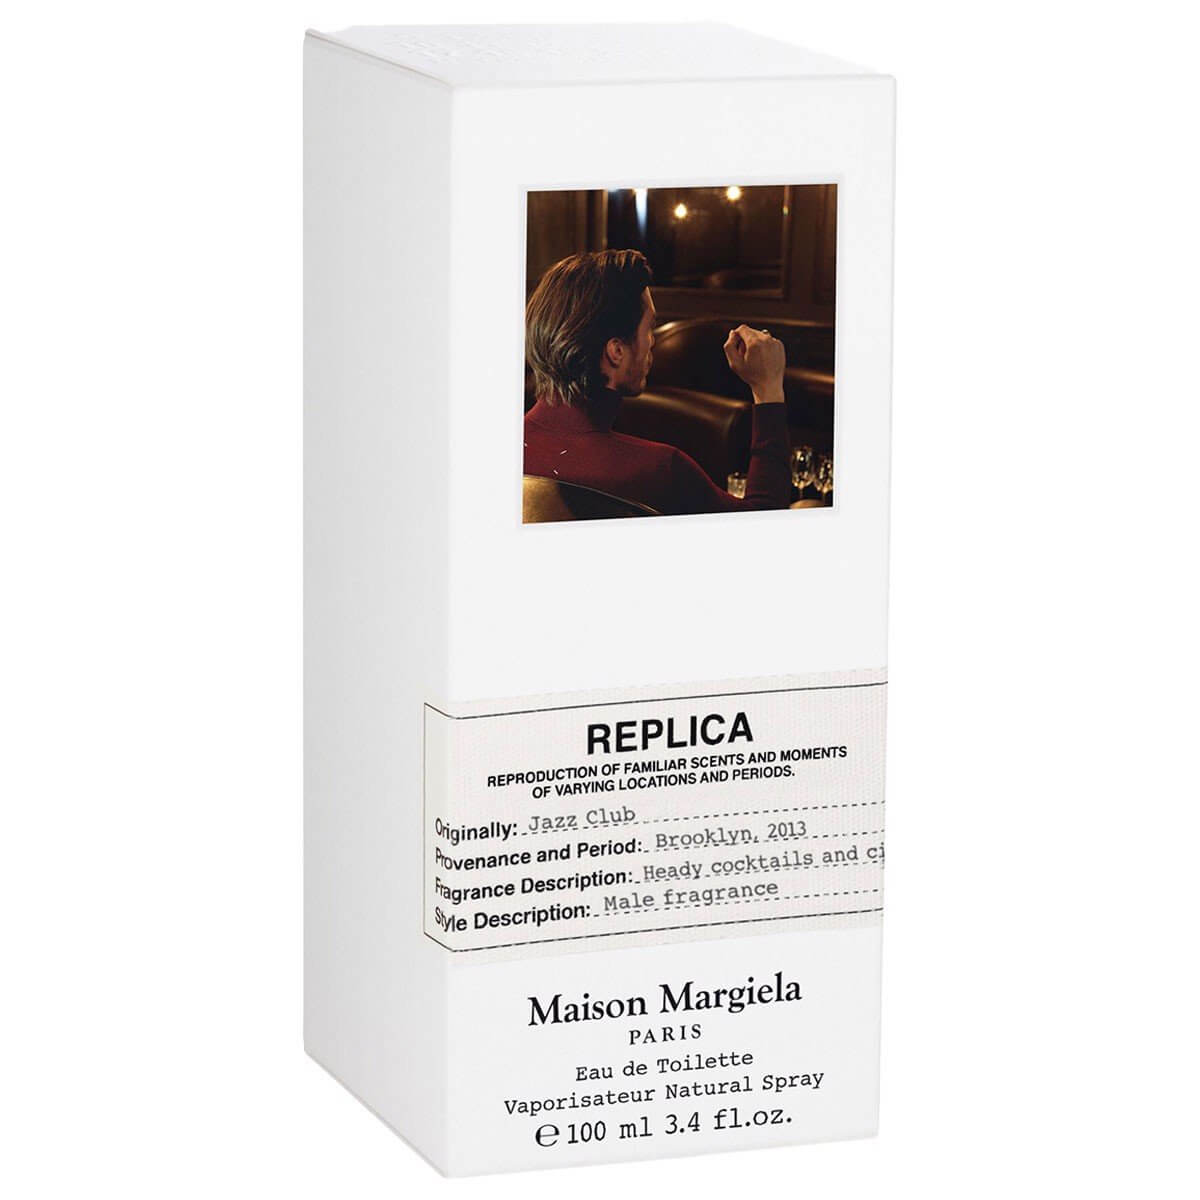 REPLICA
REPRODUCTION OF FAMILIAR SCENTS AND MOMENTS
OF VARYING LOCATIONS AND PERIODS.
Originally: Jazz Club
Provenance and Period: Brooklyn, 2013
Fragrance Description: Heady cocktails and ci
Style Description: Male fragrance
Maison Margiela
PARIS
Eau de Toilette
Vaporisateur Natural Spray
℮ 100 ml 3.4 fl.oz.